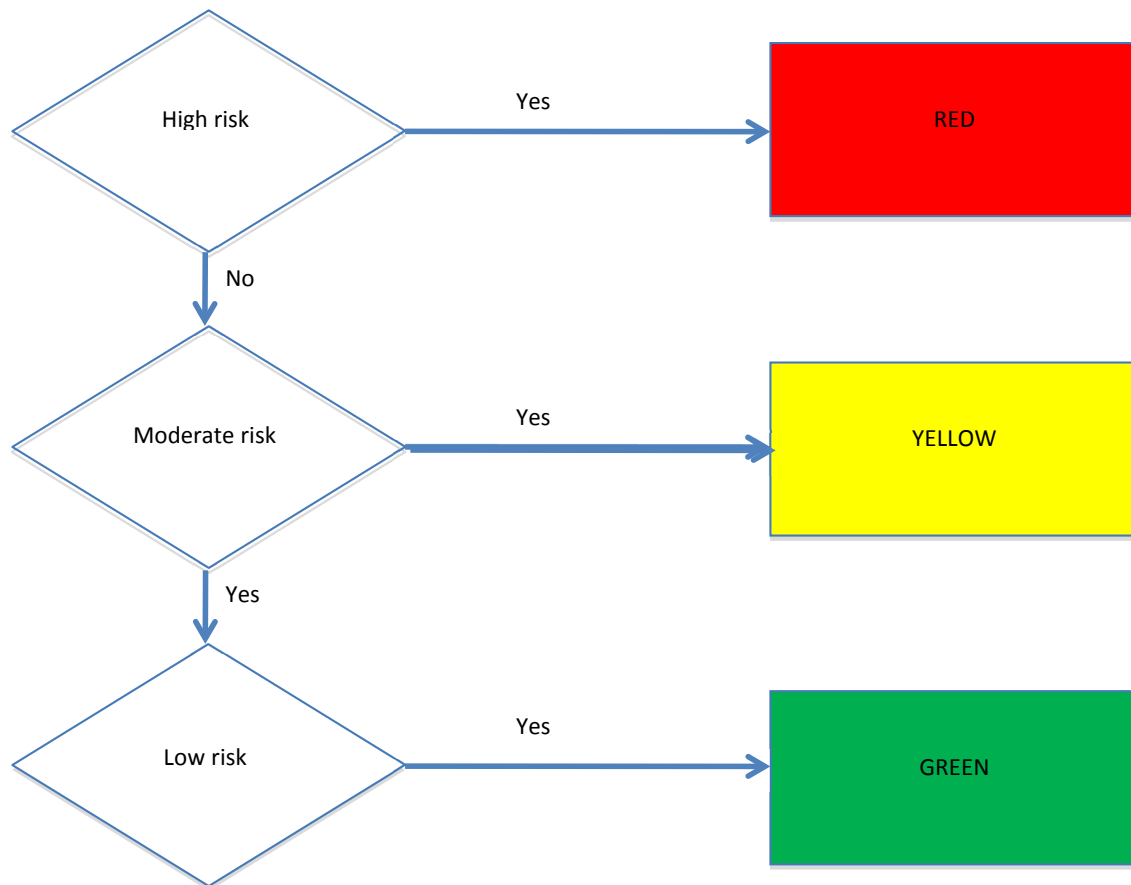 High risk
Yes
RED
No
Moderate risk
Yes
YELLOW
Yes
Low risk
Yes
GREEN